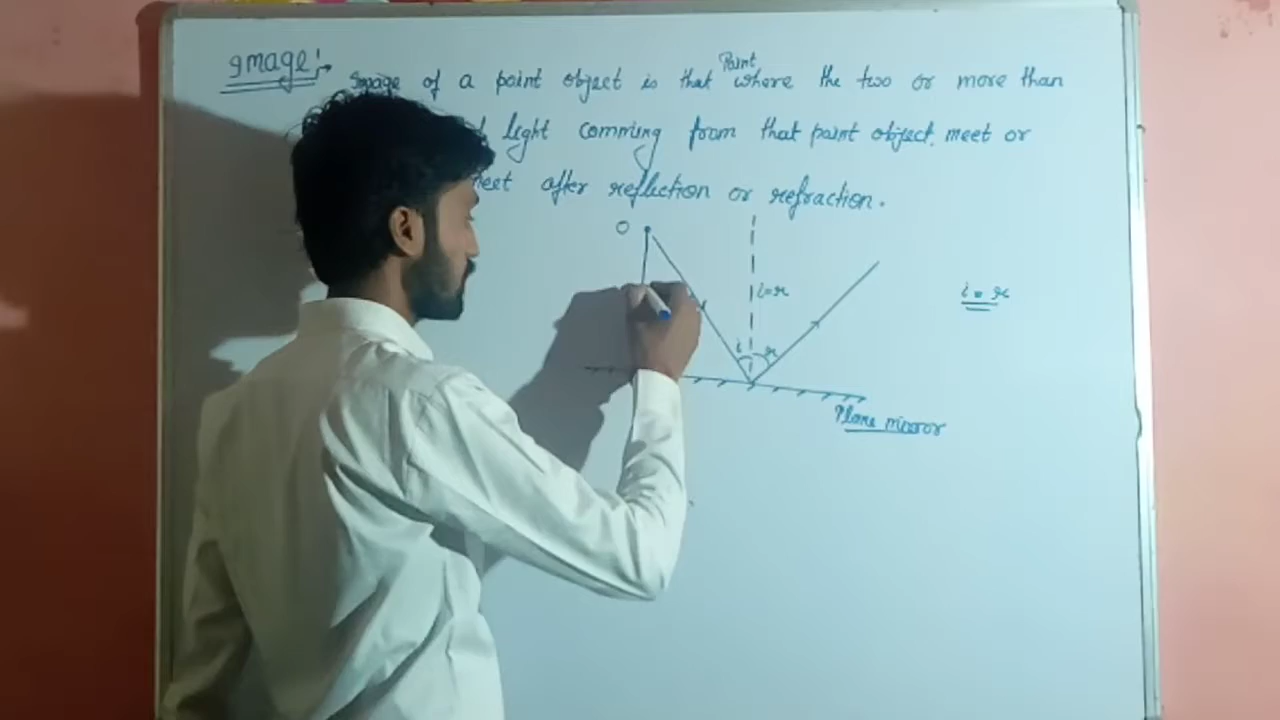 Image:
Image of a point object is that Point where the two or more than
light comming from that point object, meet or
meet after reflection or refraction.
O
i=r
i = r
i r
Plane mirror